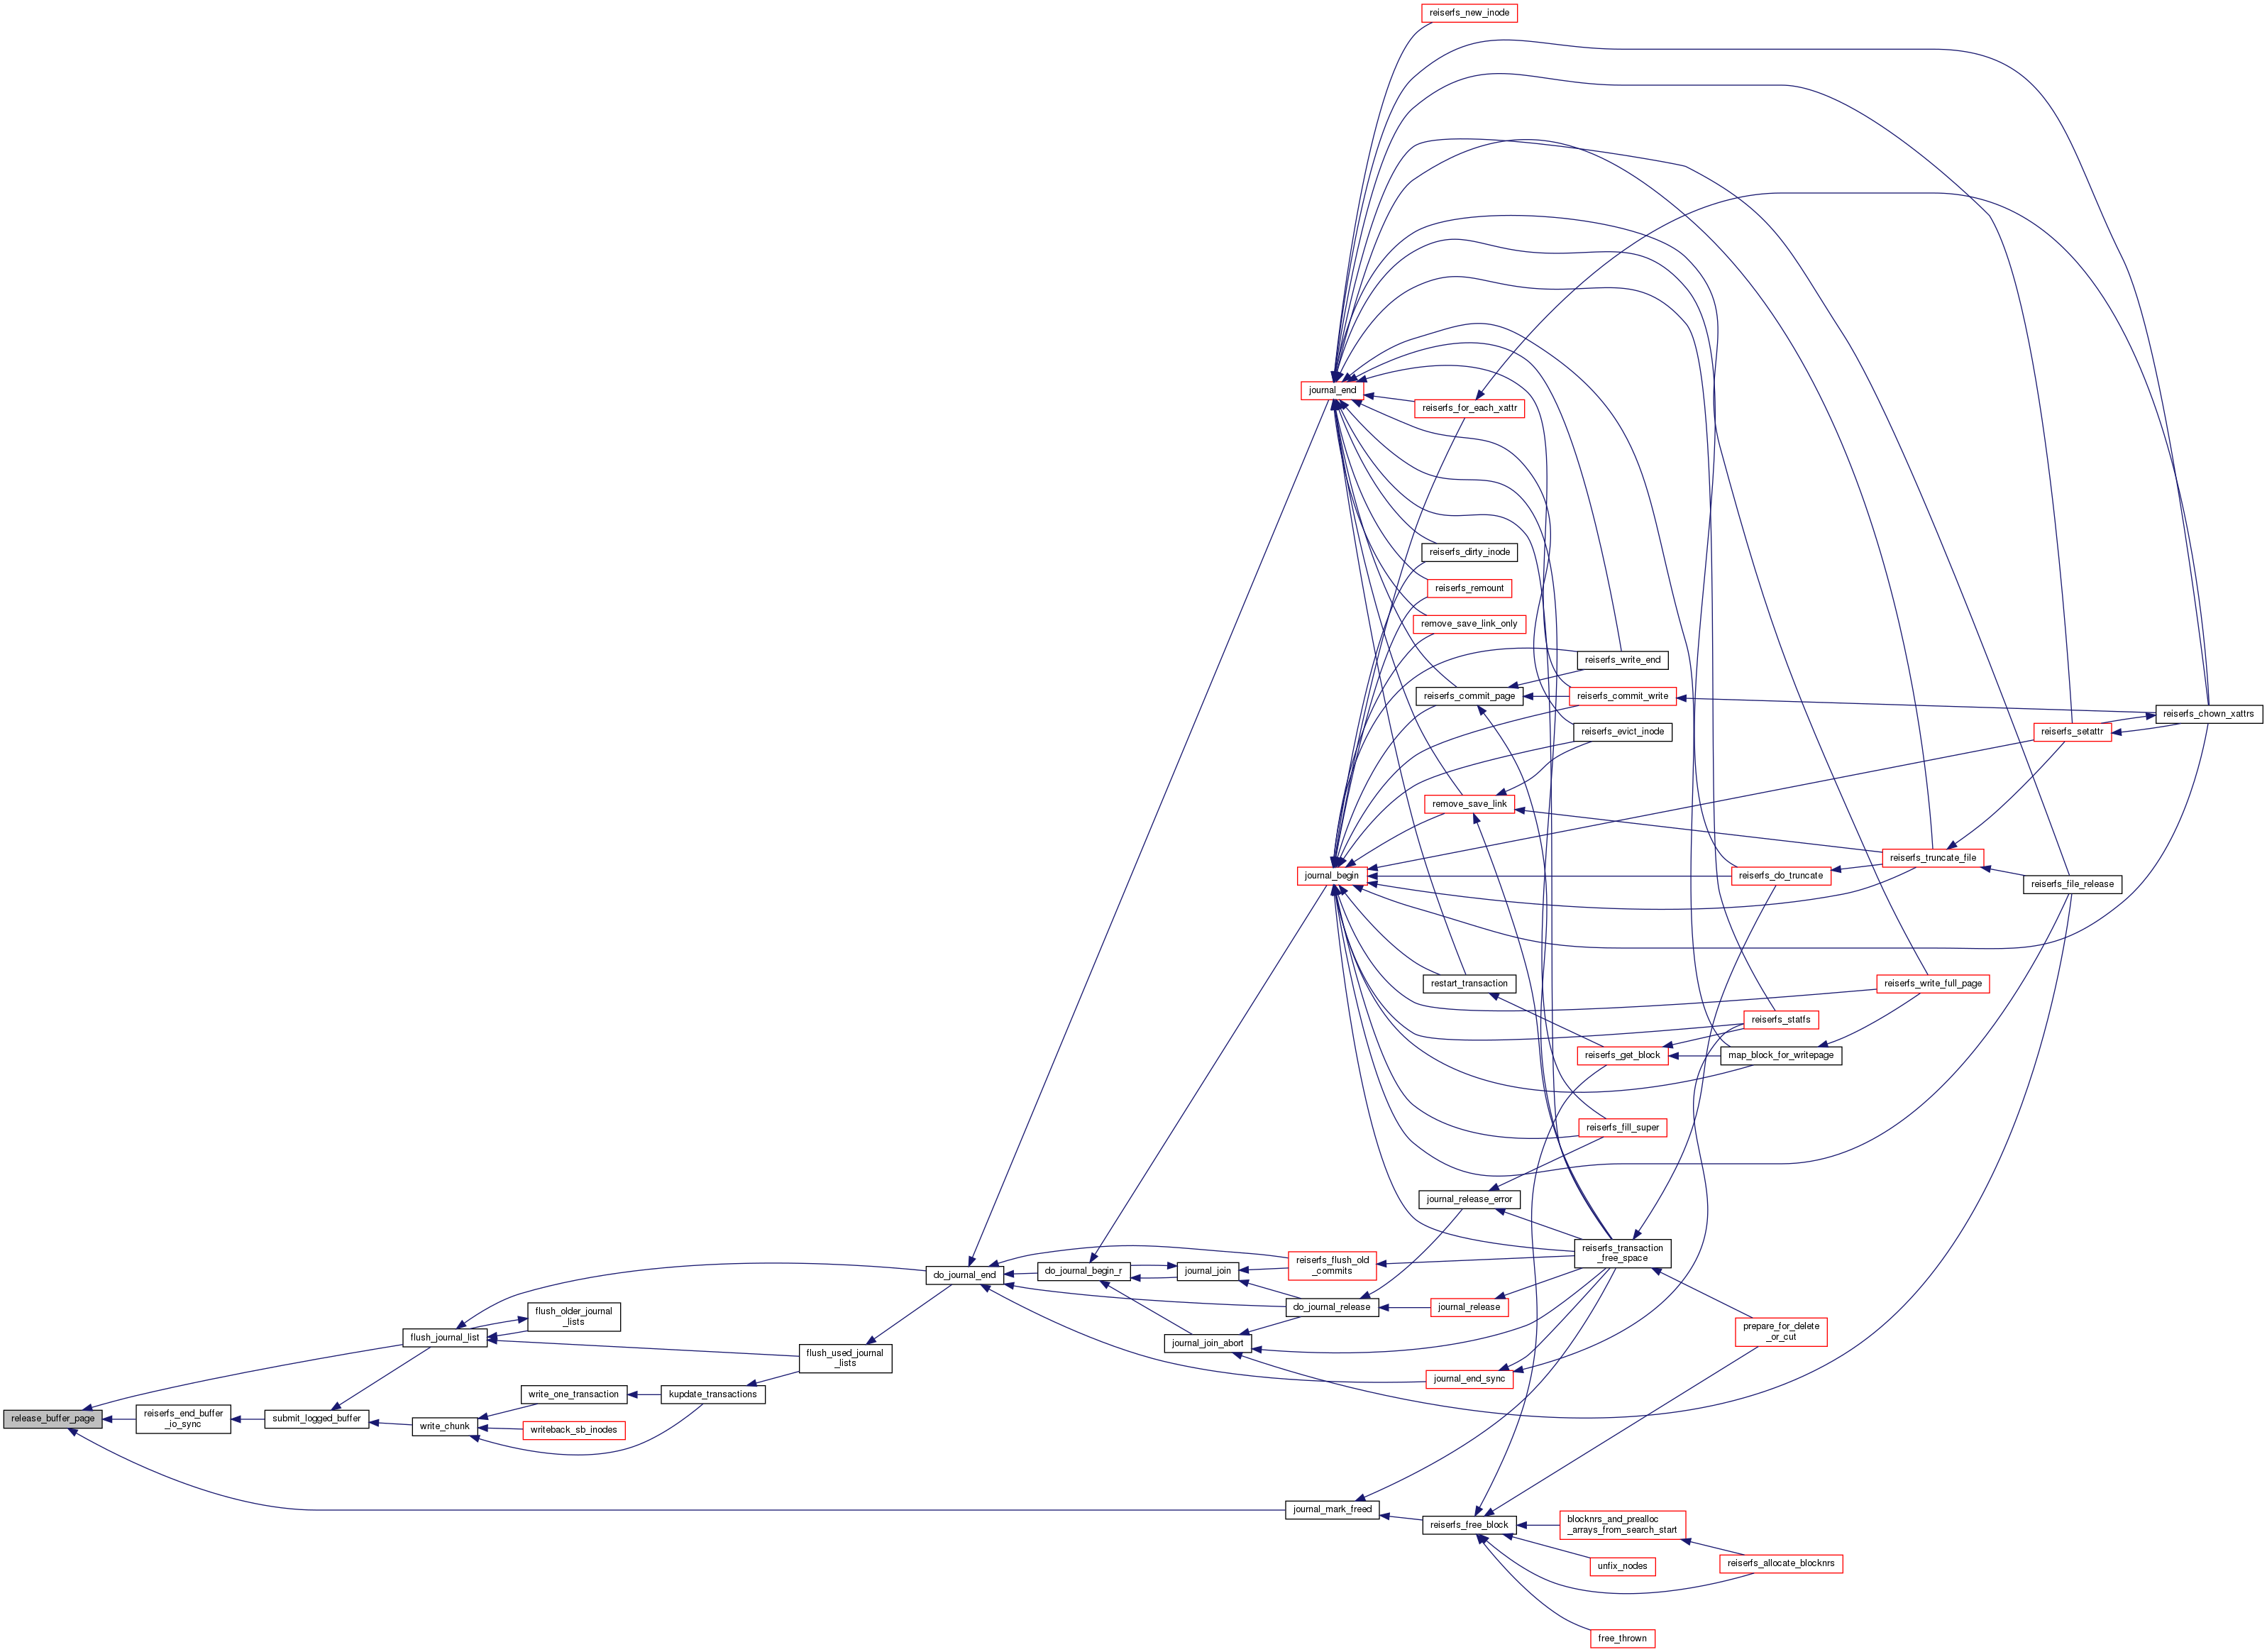 reiserfs_new_inode
journal_end
reiserfs_for_each_xattr
reiserfs_dirty_inode
reiserfs_remount
remove_save_link_only
reiserfs_write_end
reiserfs_commit_page
reiserfs_commit_write
reiserfs_chown_xattrs
reiserfs_evict_inode
reiserfs_setattr
remove_save_link
reiserfs_truncate_file
journal_begin
reiserfs_do_truncate
reiserfs_file_release
restart_transaction
reiserfs_write_full_page
reiserfs_statfs
reiserfs_get_block
map_block_for_writepage
reiserfs_fill_super
journal_release_error
reiserfs_transaction
_free_space
do_journal_end
do_journal_begin_r
journal_join
reiserfs_flush_old
_commits
do_journal_release
journal_release
flush_older_journal
_lists
flush_journal_list
journal_join_abort
prepare_for_delete
_or_cut
flush_used_journal
_lists
journal_end_sync
write_one_transaction
kupdate_transactions
release_buffer_page
reiserfs_end_buffer
_io_sync
submit_logged_buffer
write_chunk
writeback_sb_inodes
journal_mark_freed
reiserfs_free_block
blocknrs_and_prealloc
_arrays_from_search_start
unfix_nodes
reiserfs_allocate_blocknrs
free_thrown